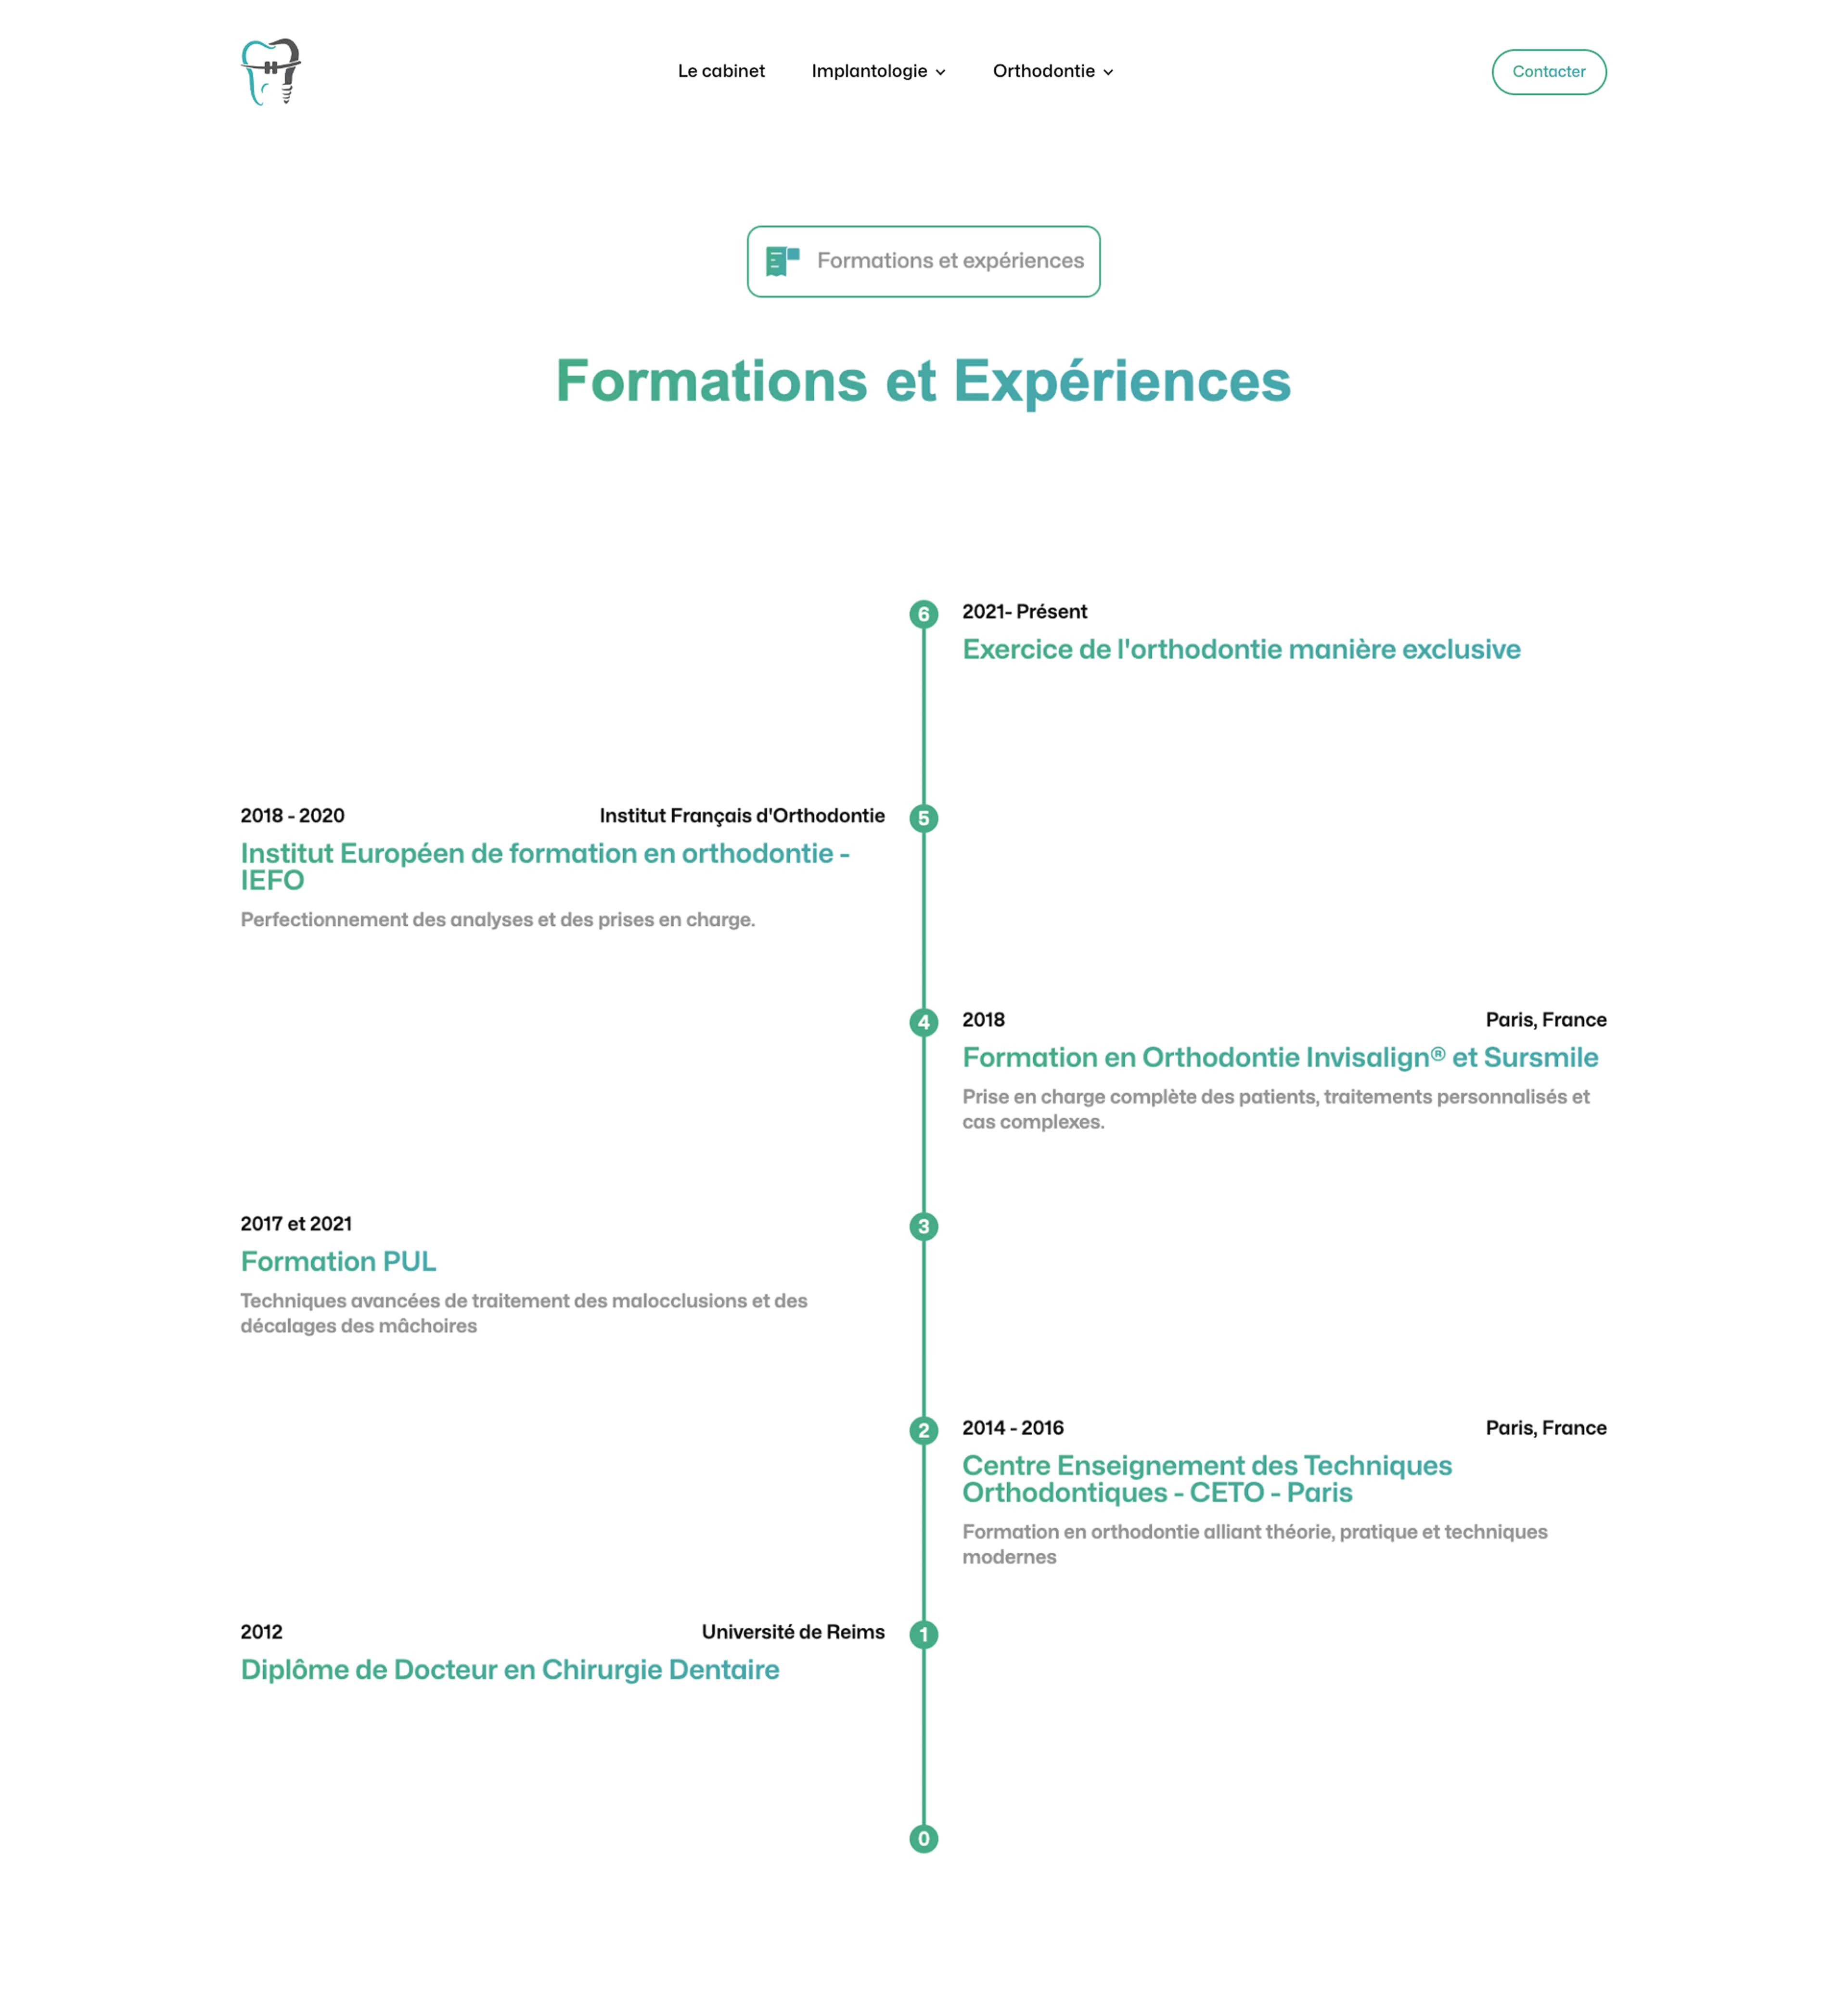 Le cabinet
Implantologie
Orthodontie
Contacter
Formations et expériences
Formations et Expériences
6
2021- Présent
Exercice de l'orthodontie manière exclusive
2018 - 2020
Institut Français d'Orthodontie
5
Institut Européen de formation en orthodontie -
IEFO
Perfectionnement des analyses et des prises en charge.
4
2018
Paris, France
Formation en Orthodontie Invisalign® et Sursmile
Prise en charge complète des patients, traitements personnalisés et
cas complexes.
2017 et 2021
3
Formation PUL
Techniques avancées de traitement des malocclusions et des
décalages des mâchoires
2
2014 - 2016
Paris, France
Centre Enseignement des Techniques
Orthodontiques - CETO - Paris
Formation en orthodontie alliant théorie, pratique et techniques
modernes
2012
Université de Reims
1
Diplôme de Docteur en Chirurgie Dentaire
0